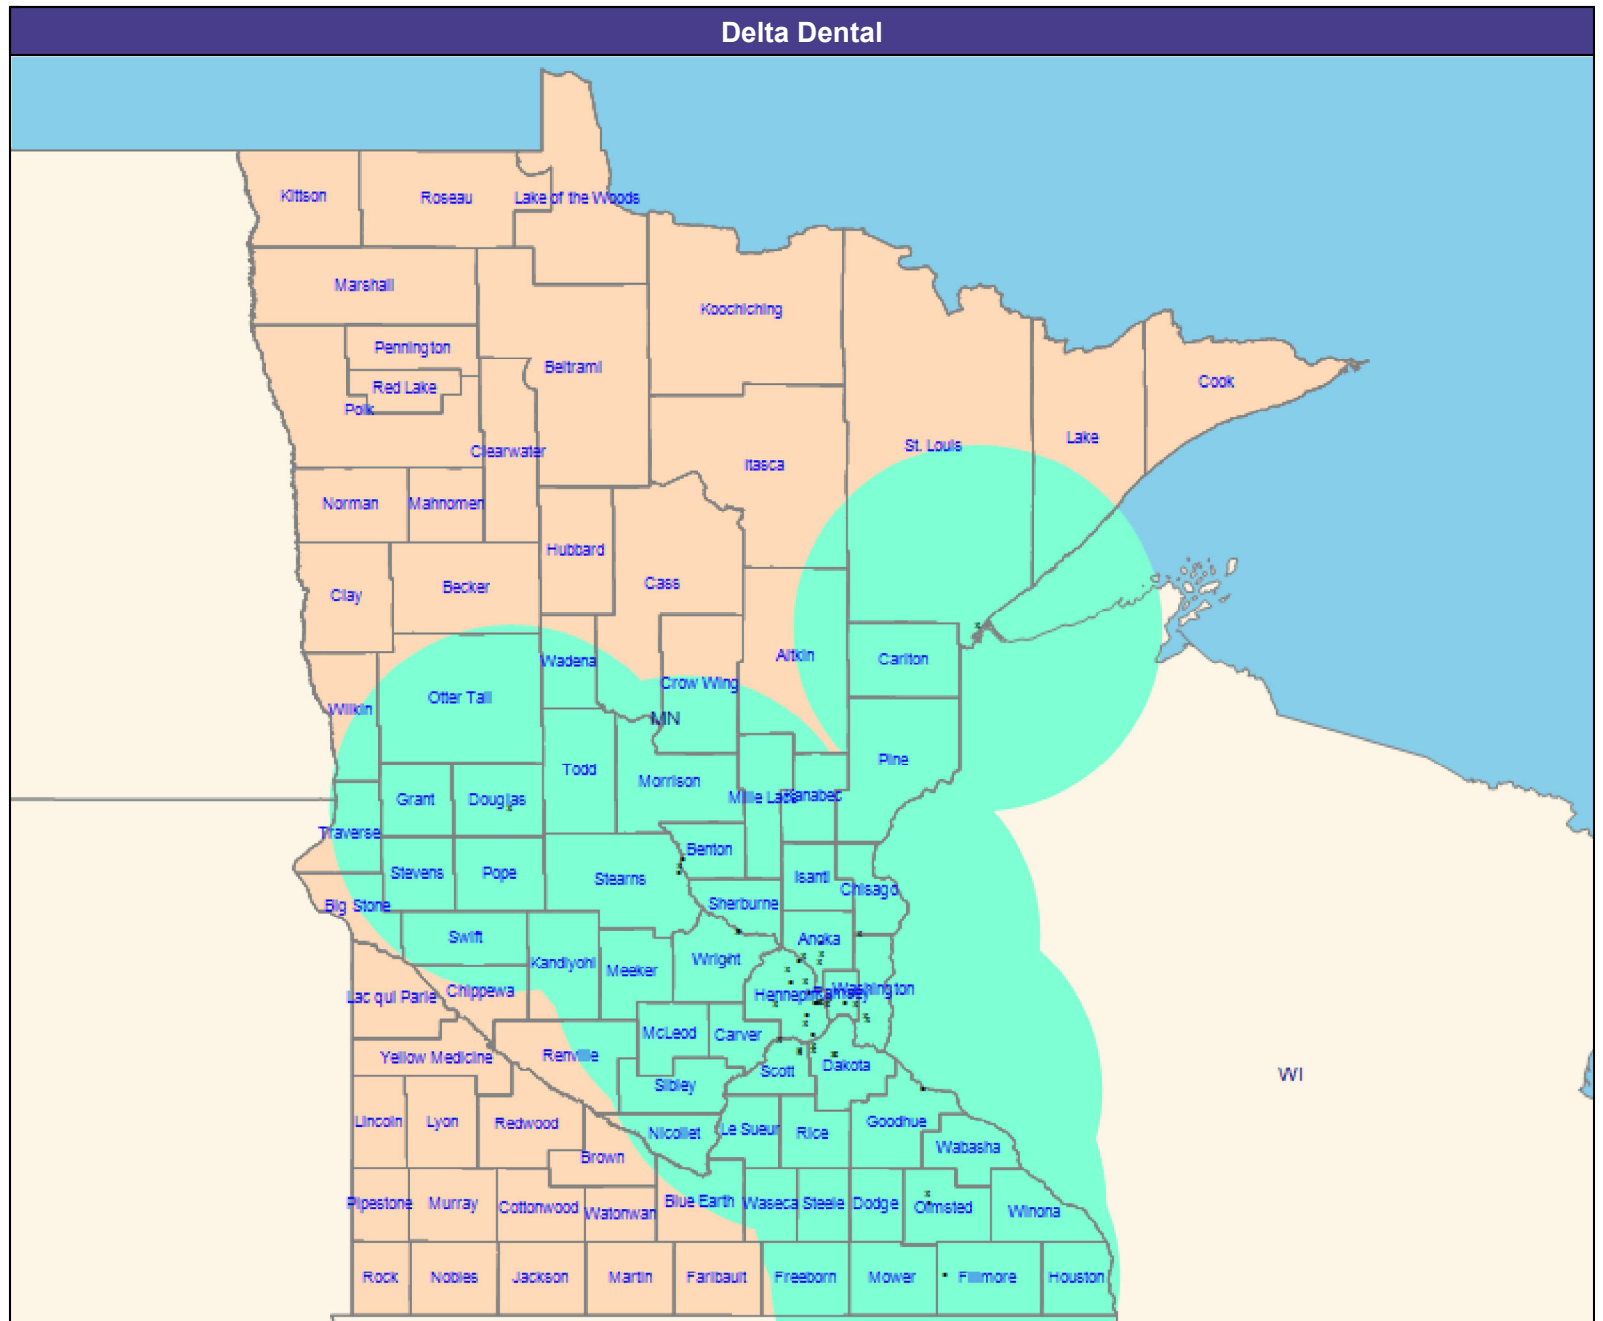 Delta Dental
Kittson
Roseau
Lake of the Woods
Marshall
Koochiching
Pennington
Beltrami
Red Lake
Cook
Polk
Lake
St. Louis
Clearwater
Itasca
Norman
Mahnomen
Hubbard
Cass
Becker
Clay
Aitkin
Carlton
Wadena
Crow Wing
Otter Tail
Wilkin
MN
Pine
Todd
Morrison
Grant
Douglas
Mille Lacs
Kanabec
Traverse
Benton
Stevens
Pope
Stearns
Isanti
Chisago
Sherburne
Big Stone
Swift
Anoka
Wright
Kandiyohi
Meeker
Chippewa
Washington
Hennepin
Ramsey
Lac qui Parle
McLeod
Carver
Renville
Yellow Medicine
Dakota
Scott
WI
Sibley
Lincoln
Lyon
Redwood
Goodhue
Le Sueur
Rice
Nicollet
Wabasha
Brown
Pipestone
Murray
Cottonwood
Blue Earth
Waseca
Steele
Dodge
Olmsted
Watonwan
Winona
Rock
Nobles
Jackson
Martin
Faribault
Freeborn
Mower
Fillmore
Houston